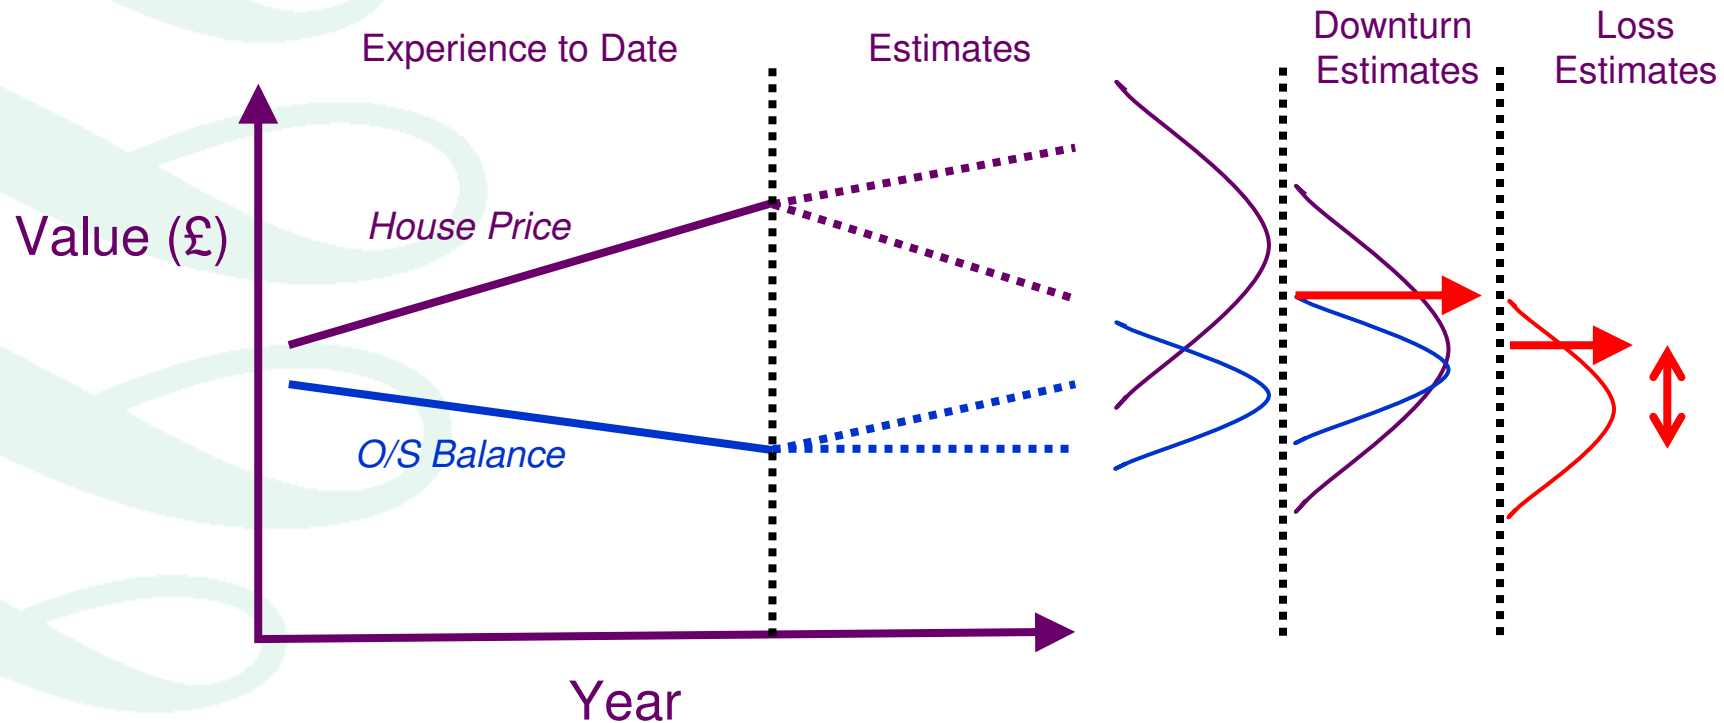 Experience to Date
Estimates
Downturn
Estimates
Loss
Estimates
Value (£)
House Price
O/S Balance
Year